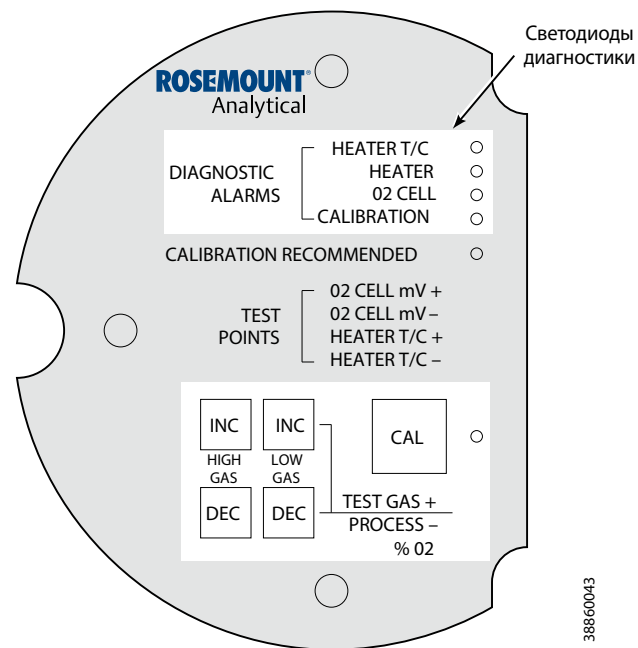 Светодиоды
диагностики
ROSEMOUNT®
Analytical
DIAGNOSTIC
ALARMS
HEATER T/C
HEATER
02 CELL
CALIBRATION
CALIBRATION RECOMMENDED
TEST
POINTS
02 CELL mV +
02 CELL mV –
HEATER T/C +
HEATER T/C –
INC
INC
CAL
HIGH
GAS
LOW
GAS
DEC
DEC
TEST GAS +
PROCESS –
% 02
38860043